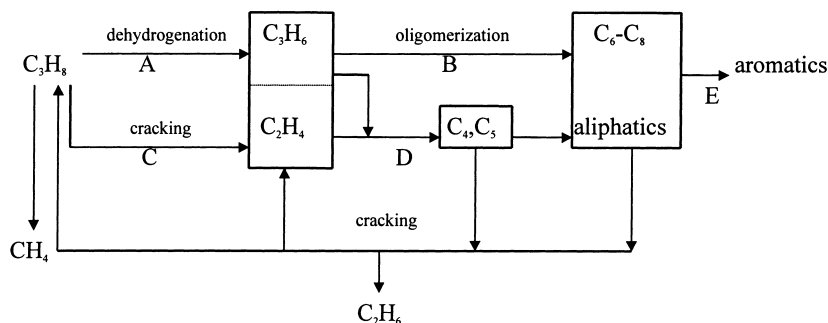 dehydrogenation
C₃H₆
oligomerization
C₆-C₈
C₃H₈
A
B
aromatics
E
cracking
C₂H₄
C₄,C₅
aliphatics
C
D
cracking
CH₄
C₂H₆